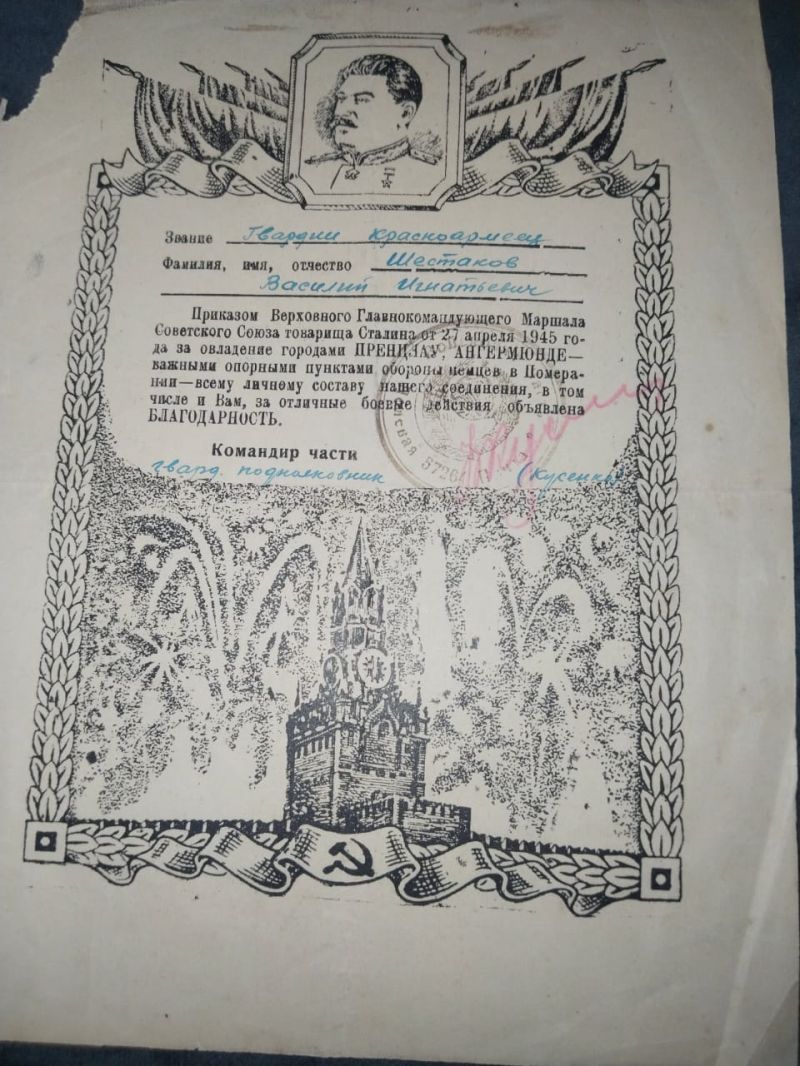 Звание Гвардии Красноармеец
Фамилия, имя, отчество Шестаков
Василий Игнатьевич
Приказом Верховного Главнокомандующего Маршала
Советского Союза товарища Сталина от 27 апреля 1945 го-
да за овладение городами ПРЕНЦЛАУ, АНГЕРМЮНДЕ—
важными опорными пунктами обороны немцев в Помера-
нии—всему личному составу нашего соединения, в том
числе и Вам, за отличные боевые действия объявлена
БЛАГОДАРНОСТЬ.
Командир части
гвард. подполковник